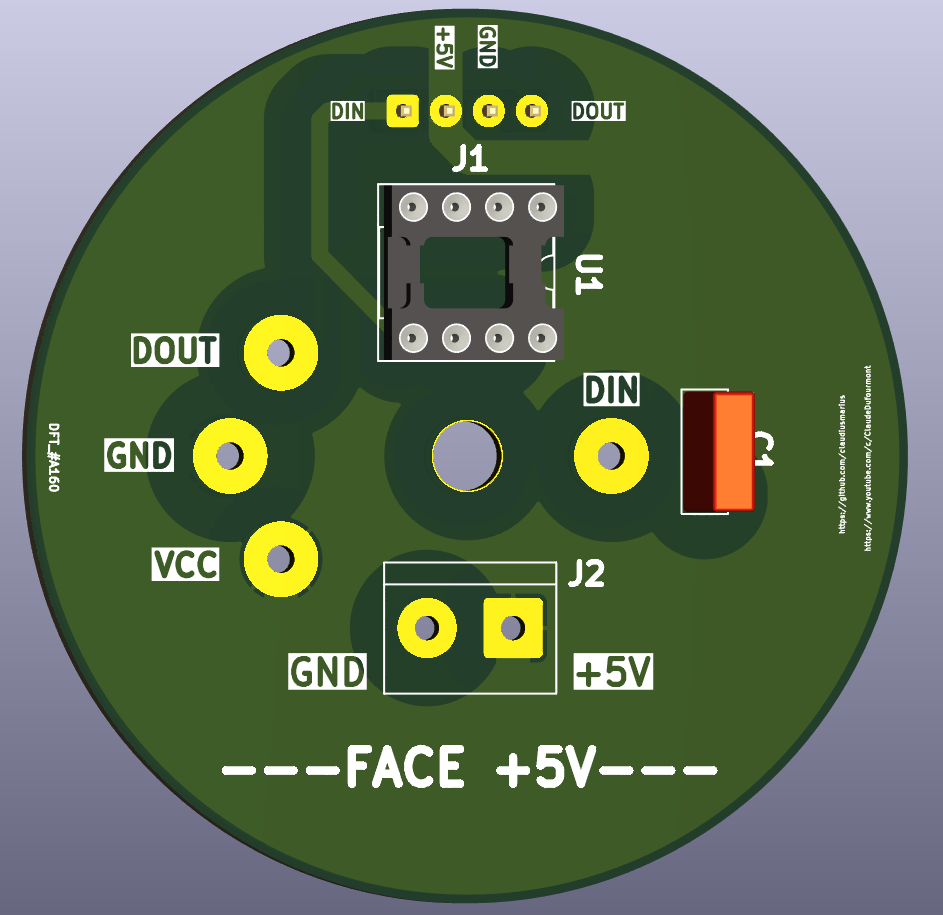 +5V
GND
DIN
DOUT
J1
U1
DOUT
DIN
GND
C1
DFT_#A160
https://github.com/claudiusmarius
https://www.youtube.com/c/ClaudeDufourmont
VCC
J2
GND
+5V
---FACE +5V---